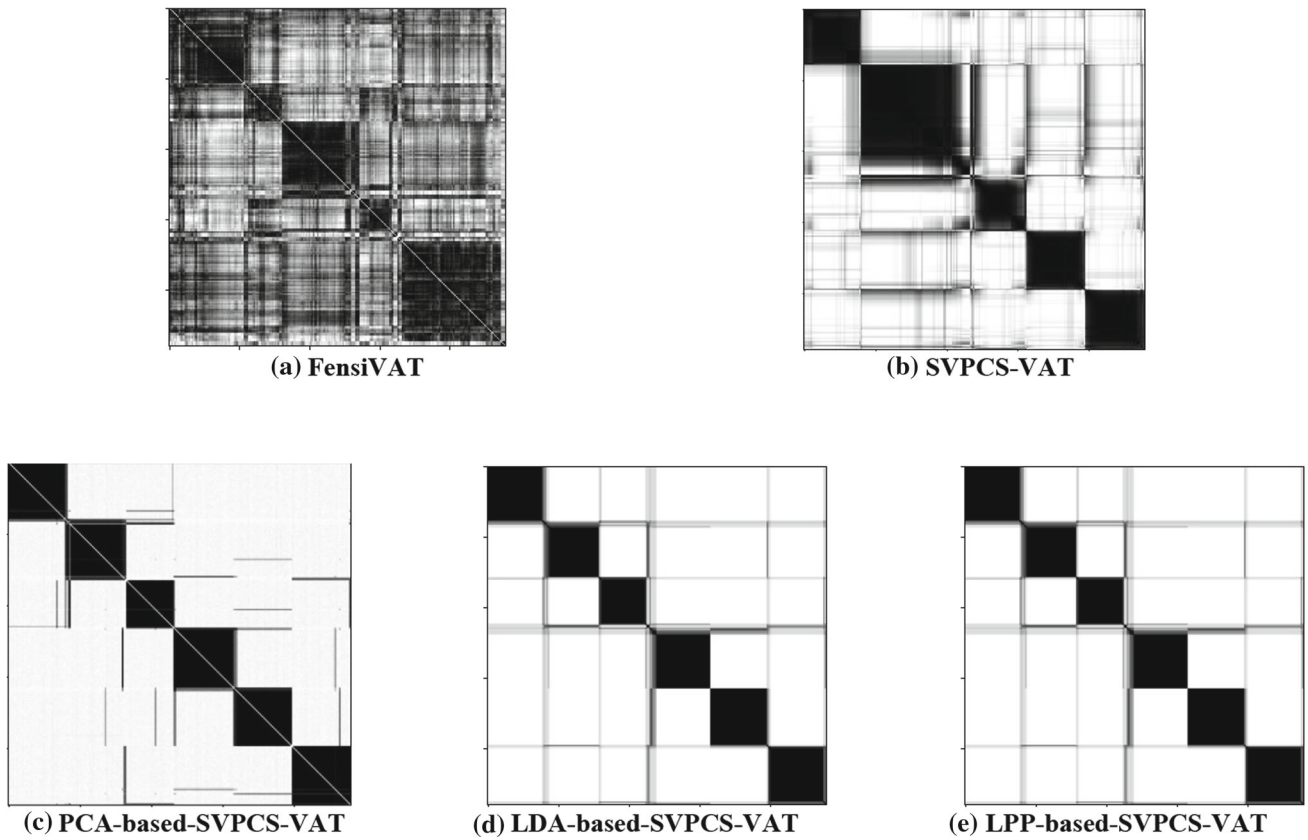 (a) FensiVAT
(b) SVPCS-VAT
(c) PCA-based-SVPCS-VAT
(d) LDA-based-SVPCS-VAT
(e) LPP-based-SVPCS-VAT